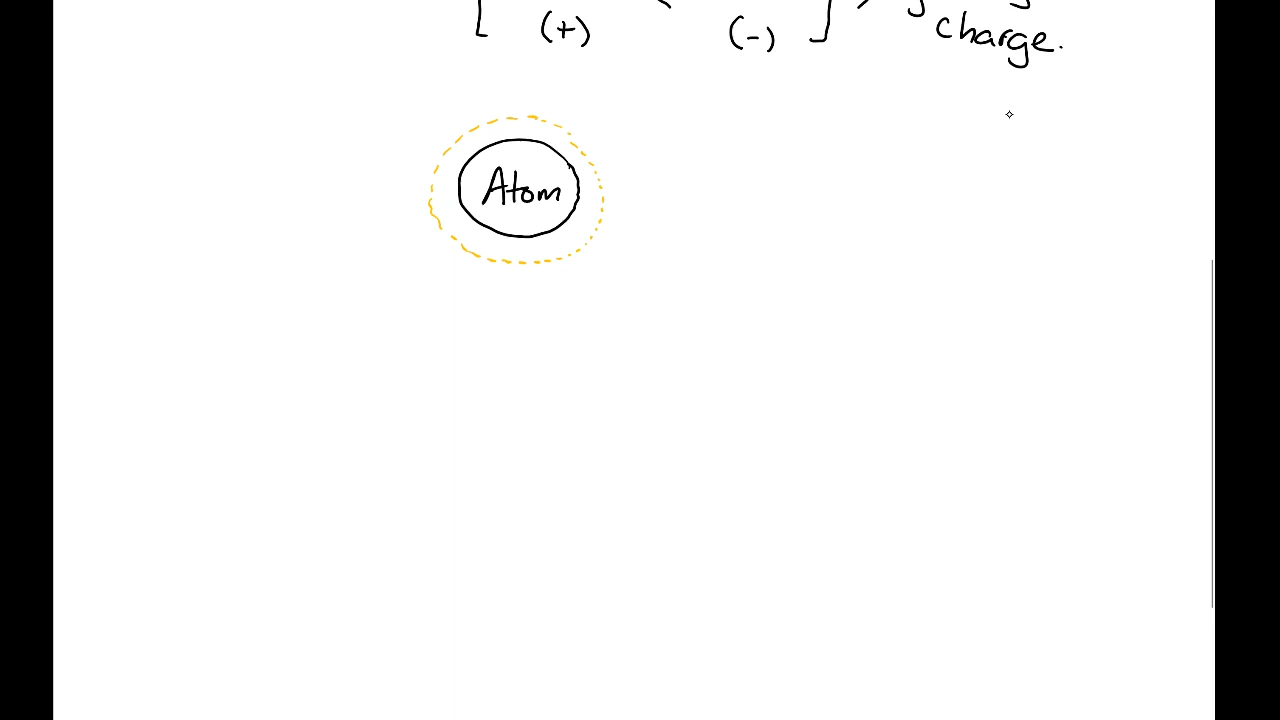 [ (+) (-) ]
charge.
Atom